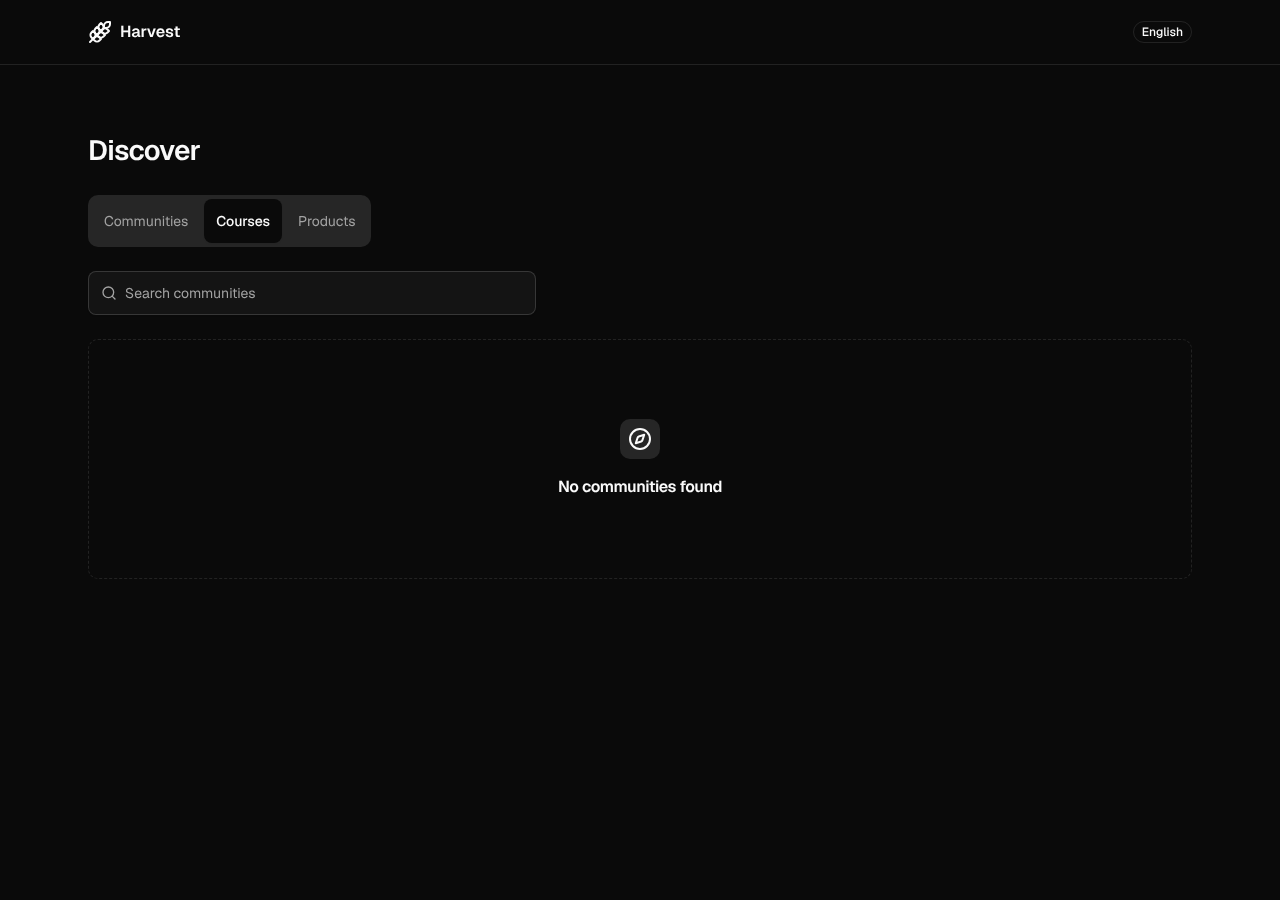 Harvest
English
Discover
Communities
Courses
Products
Search communities
No communities found